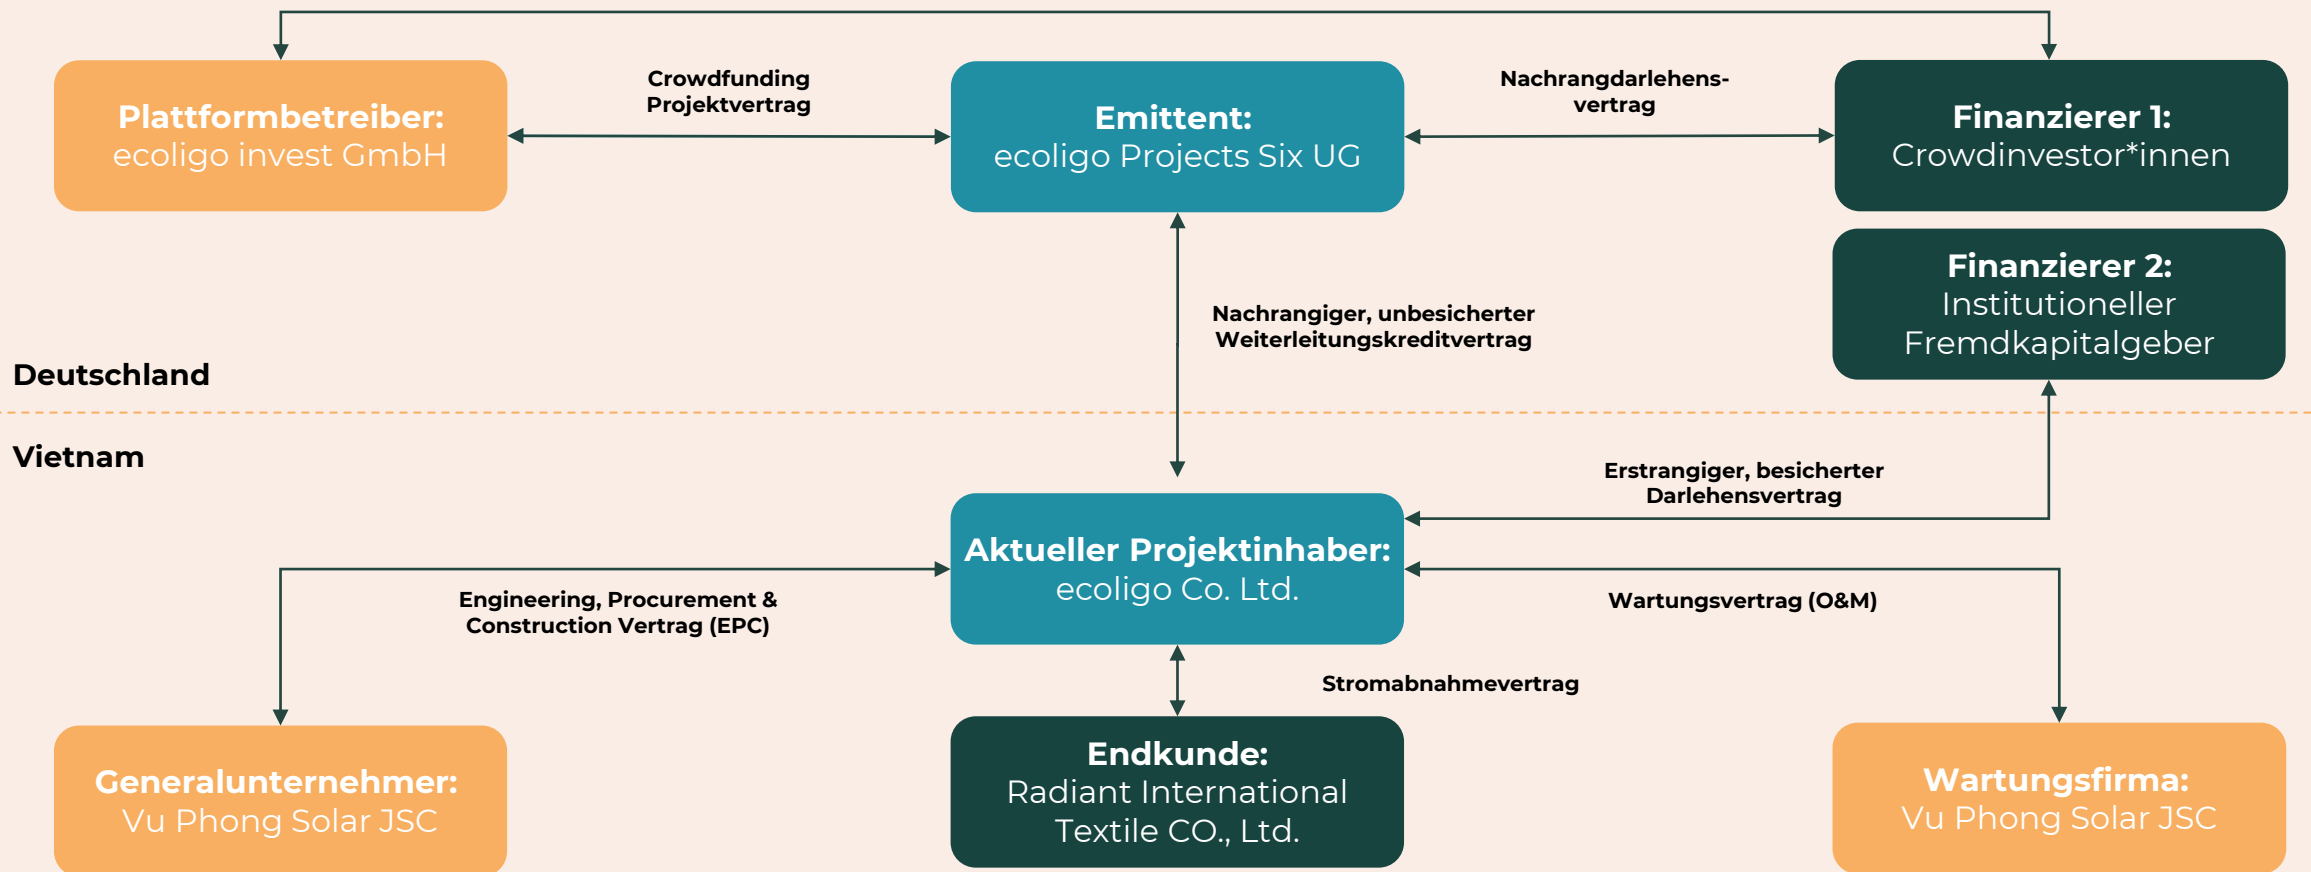 Plattformbetreiber:
ecoligo invest GmbH
Crowdfunding
Projektvertrag
Emittent:
ecoligo Projects Six UG
Nachrangdarlehens-
vertrag
Finanzierer 1:
Crowdinvestor*innen
Finanzierer 2:
Institutioneller
Fremdkapitalgeber
Nachrangiger, unbesicherter
Weiterleitungskreditvertrag
Deutschland
Vietnam
Erstrangiger, besicherter
Darlehensvertrag
Aktueller Projektinhaber:
ecoligo Co. Ltd.
Engineering, Procurement &
Construction Vertrag (EPC)
Wartungsvertrag (O&M)
Stromabnahmevertrag
Generalunternehmer:
Vu Phong Solar JSC
Endkunde:
Radiant International
Textile CO., Ltd.
Wartungsfirma:
Vu Phong Solar JSC